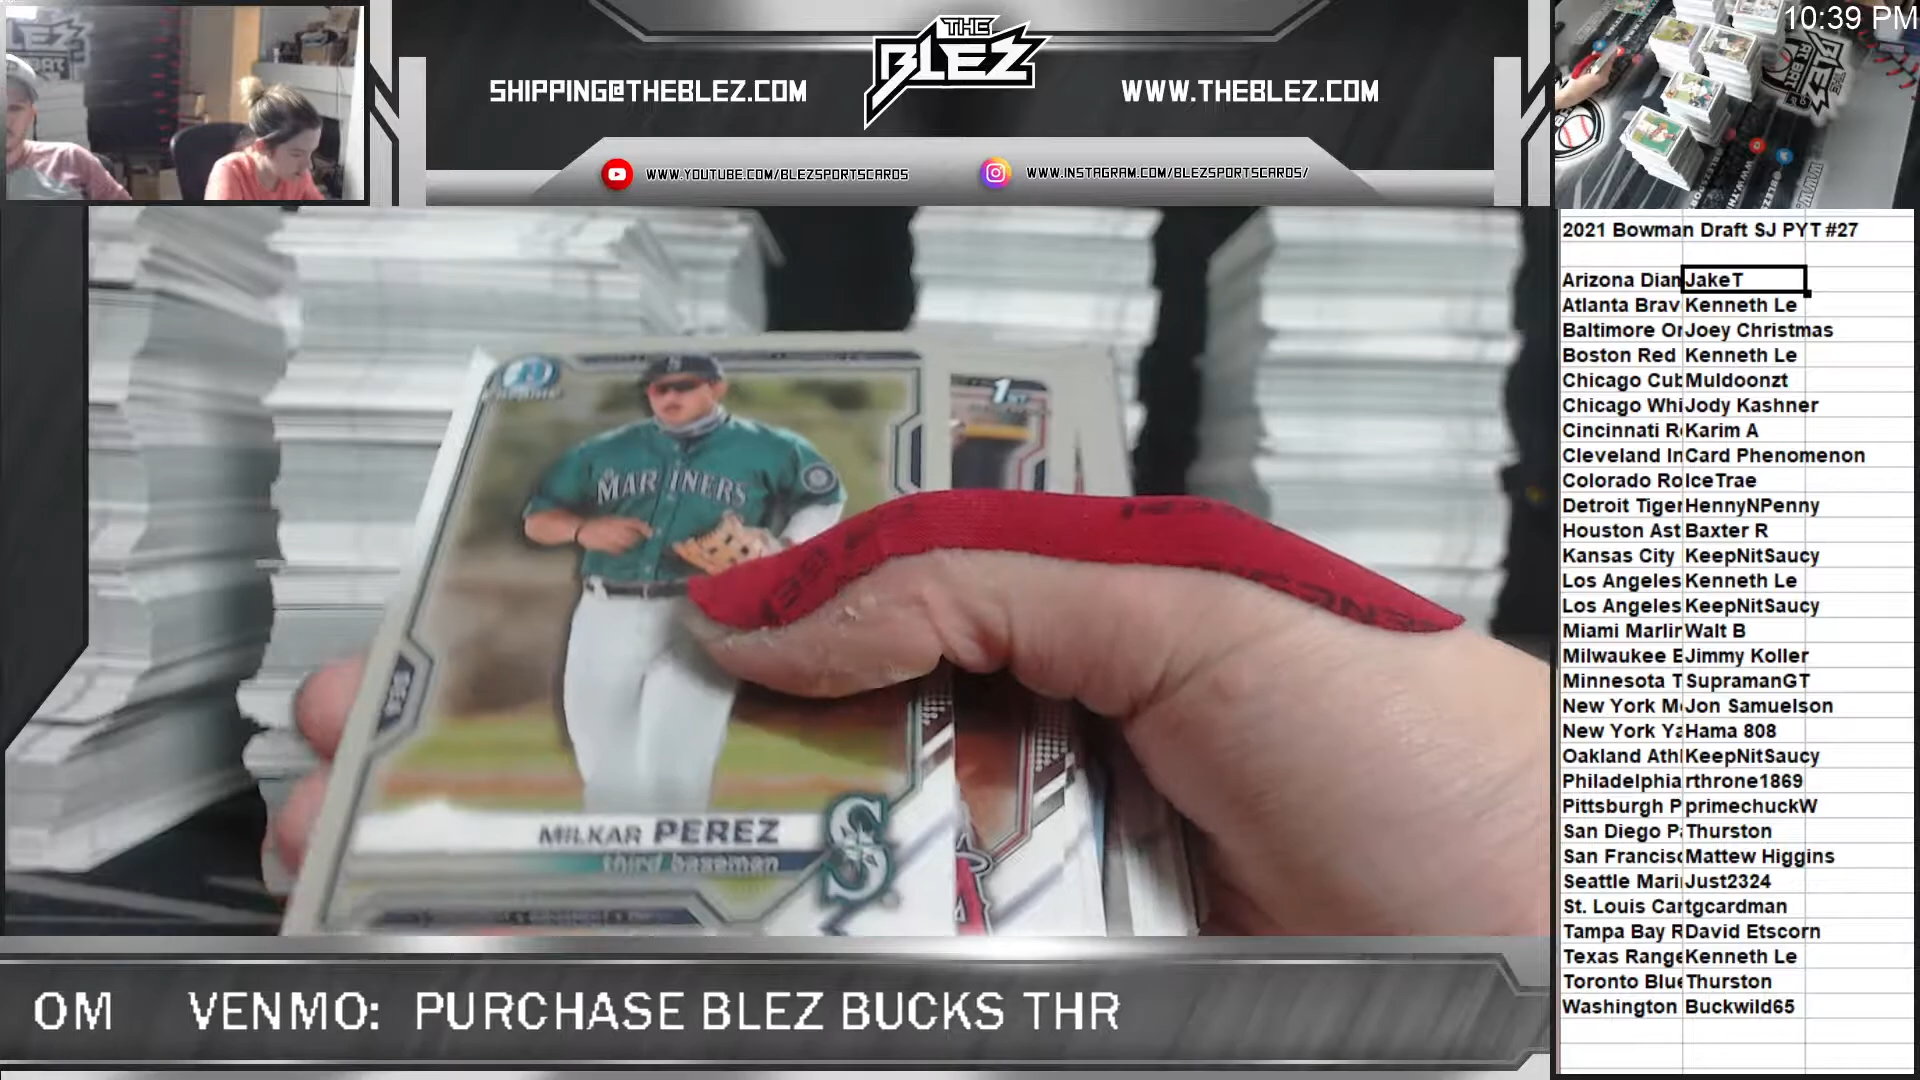 10:39 PM
THE
BLEZ
SHIPPING@THEBLEZ.COM
WWW.THEBLEZ.COM
WWW.YOUTUBE.COM/BLEZSPORTSCARDS
WWW.INSTAGRAM.COM/BLEZSPORTSCARDS/
2021 Bowman Draft SJ PYT #27
Arizona Dian JakeT
Atlanta Brav Kenneth Le
Baltimore Or Joey Christmas
Boston Red Kenneth Le
Chicago Cub Muldoonzt
Chicago Whi Jody Kashner
Cincinnati R Karim A
Cleveland In Card Phenomenon
Colorado Ro IceTrae
Detroit Tiger HennyNPenny
Houston Ast Baxter R
Kansas City KeepNitSaucy
Los Angeles Kenneth Le
Los Angeles KeepNitSaucy
Miami Marlin Walt B
Milwaukee B Jimmy Koller
Minnesota T SupramanGT
New York M Jon Samuelson
New York Ya Hama 808
Oakland Ath KeepNitSaucy
Philadelphia rthrone1869
Pittsburgh P primechuckW
San Diego P Thurston
San Francisc Mattew Higgins
Seattle Mari Just2324
St. Louis Car tgcardman
Tampa Bay R David Etscorn
Texas Range Kenneth Le
Toronto Blue Thurston
Washington Buckwild65
1ST
MARINERS
MILKAR PEREZ
third baseman
OM VENMO: PURCHASE BLEZ BUCKS THR